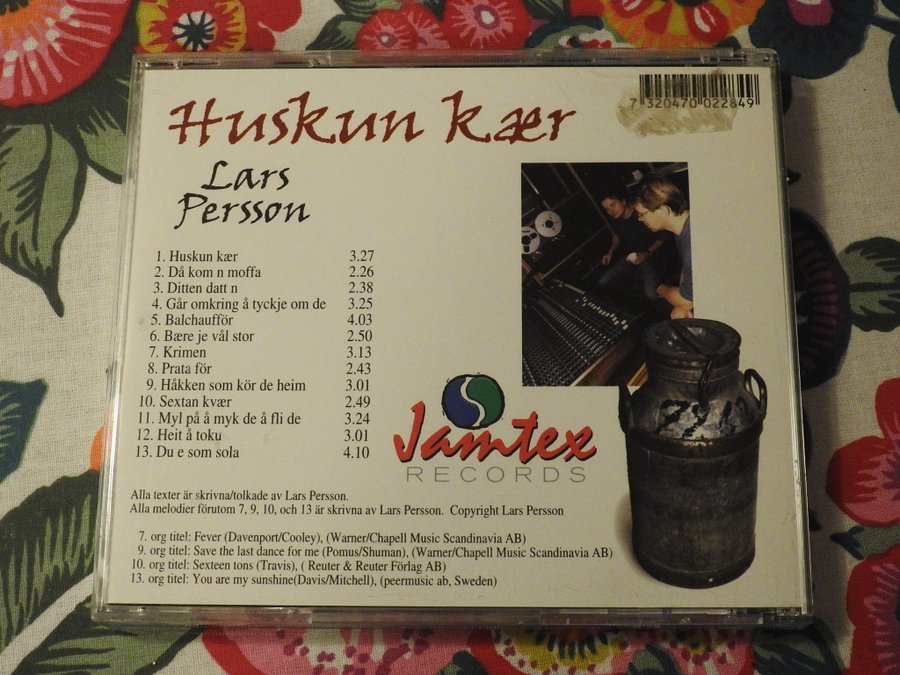 Huskun kær
7 320470 022849
Lars
Persson
1. Huskun kær 3.27
2. Då kom n moffa 2.26
3. Ditten datt n 2.38
4. Går omkring å tyckje om de 3.25
5. Balchaufför 4.03
6. Bære je vål stor 2.50
7. Krimen 3.13
8. Prata för 2.43
9. Håkken som kör de heim 3.01
10. Sextan kvær 2.49
11. Myl på å myk de å fli de 3.24
12. Heit å toku 3.01
13. Du e som sola 4.10
Jamtex
RECORDS
Alla texter är skrivna/tolkade av Lars Persson.
Alla melodier förutom 7, 9, 10, och 13 är skrivna av Lars Persson. Copyright Lars Persson
7. org titel: Fever (Davenport/Cooley), (Warner/Chapell Music Scandinavia AB)
9. org titel: Save the last dance for me (Pomus/Shuman), (Warner/Chapell Music Scandinavia AB)
10. org titel: Sexteen tons (Travis), ( Reuter & Reuter Förlag AB)
13. org titel: You are my sunshine(Davis/Mitchell), (peermusic ab, Sweden)